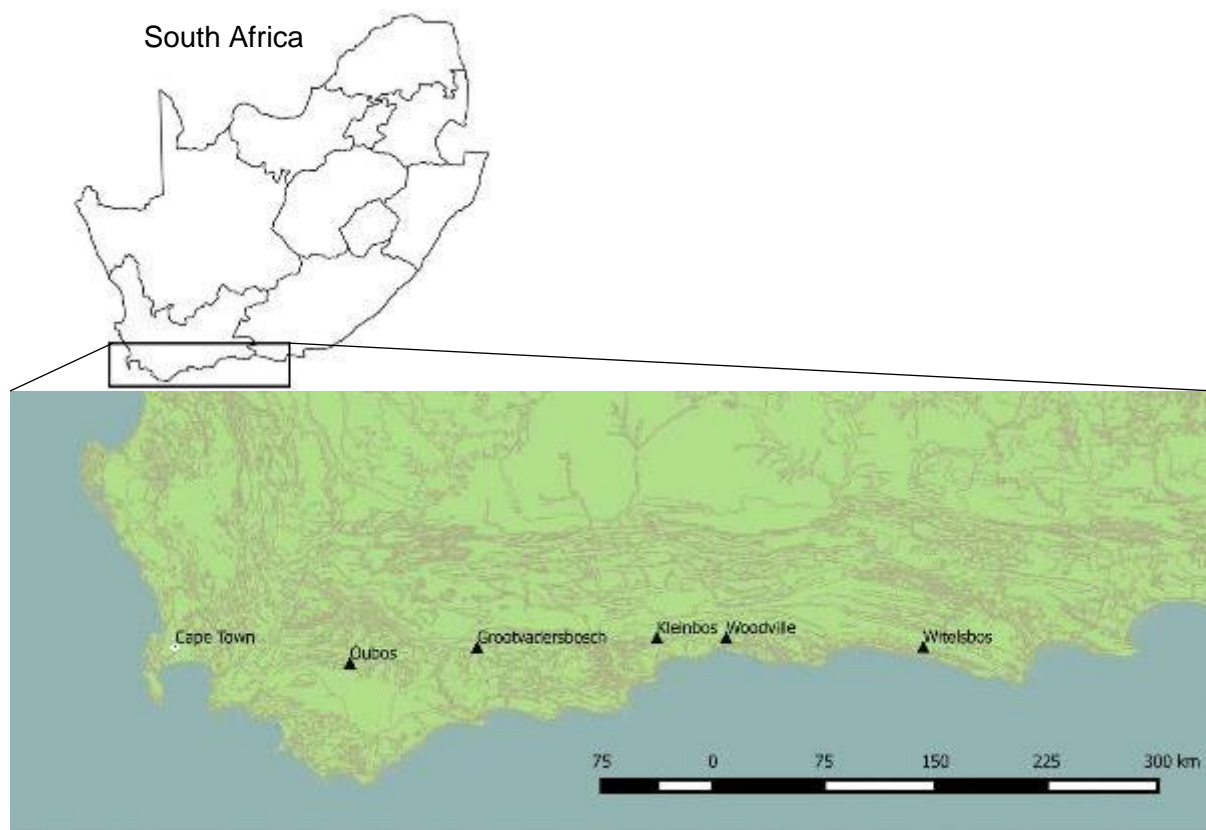 South Africa
Kleinbos Woodville
Cape Town Grootvadersbosch Witelsbos
Oubos
75 0 75 150 225 300 km